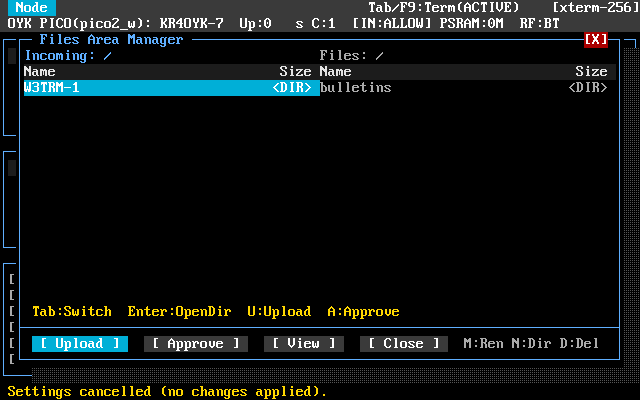 Node Tab/F9:Term(ACTIVE) [xterm-256]
OYK PICO(pico2_w): KR4OYK-7 Up:0 s C:1 [IN:ALLOW] PSRAM:0M RF:BT
Files Area Manager [X]
Incoming: / Files: /
Name Size Name Size
W3TRM-1 <DIR> bulletins <DIR>
Tab:Switch Enter:OpenDir U:Upload A:Approve
[ Upload ] [ Approve ] [ View ] [ Close ] M:Ren N:Dir D:Del
Settings cancelled (no changes applied).